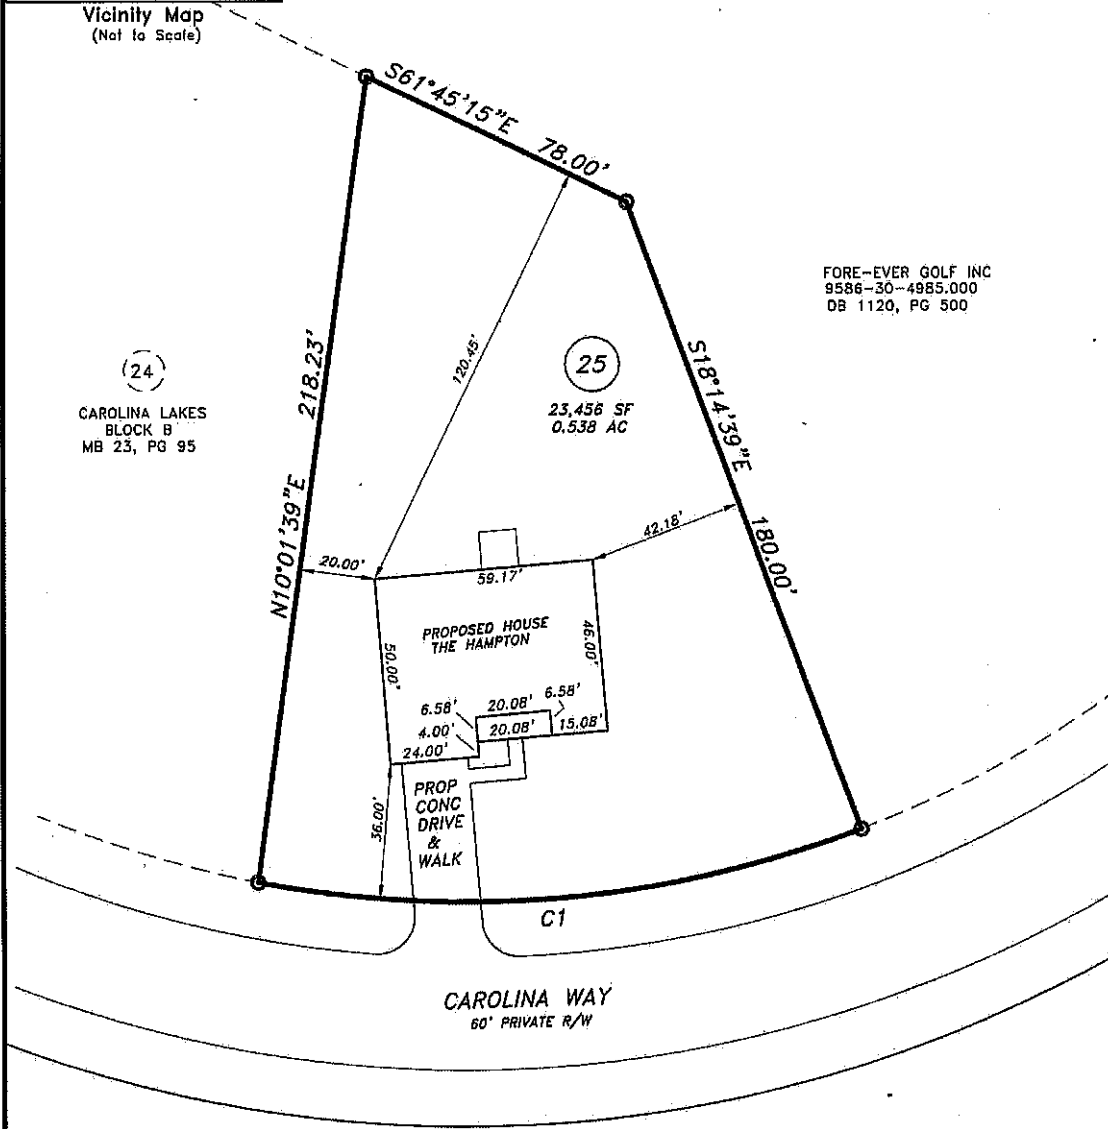 Vicinity Map
(Not to Scale)
S61°45'15"E 78.00'
FORE-EVER GOLF INC
9586-30-4985.000
DB 1120, PG 500
24
CAROLINA LAKES
BLOCK B
MB 23, PG 95
N10°01'39"E 218.23'
120.45'
25
23,456 SF
0.538 AC
S18°14'39"E 180.00'
20.00'
42.18'
59.17'
PROPOSED HOUSE
THE HAMPTON
50.00'
46.00'
6.58'
20.08'
6.58'
4.00'
20.08'
15.08'
24.00'
36.00'
PROP
CONC
DRIVE
&
WALK
C1
CAROLINA WAY
60' PRIVATE R/W